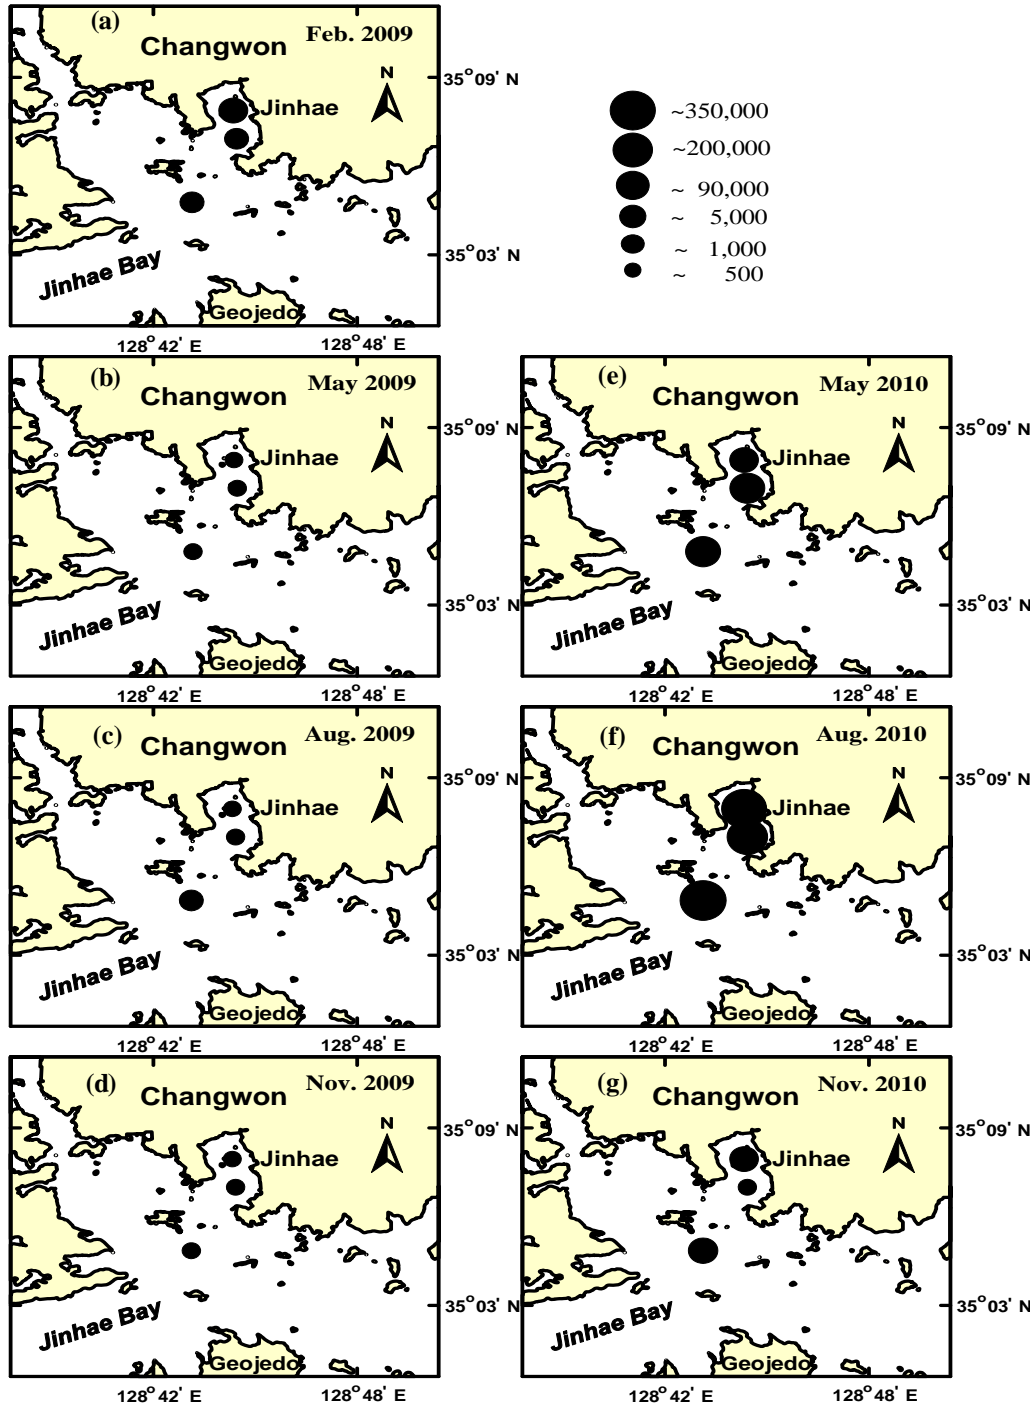 (a)
Changwon
Feb. 2009
N
Jinhae
Jinhae Bay
Geojedo
35°09' N
35°03' N
128°42' E
128°48' E
~350,000
~200,000
~ 90,000
~ 5,000
~ 1,000
~ 500
(b)
Changwon
May 2009
N
Jinhae
Jinhae Bay
Geojedo
35°09' N
35°03' N
128°42' E
128°48' E
(e)
Changwon
May 2010
N
Jinhae
Jinhae Bay
Geojedo
35°09' N
35°03' N
128°42' E
128°48' E
(c)
Changwon
Aug. 2009
N
Jinhae
Jinhae Bay
Geojedo
35°09' N
35°03' N
128°42' E
128°48' E
(f)
Changwon
Aug. 2010
N
Jinhae
Jinhae Bay
Geojedo
35°09' N
35°03' N
128°42' E
128°48' E
(d)
Changwon
Nov. 2009
N
Jinhae
Jinhae Bay
Geojedo
35°09' N
35°03' N
128°42' E
128°48' E
(g)
Changwon
Nov. 2010
N
Jinhae
Jinhae Bay
Geojedo
35°09' N
35°03' N
128°42' E
128°48' E